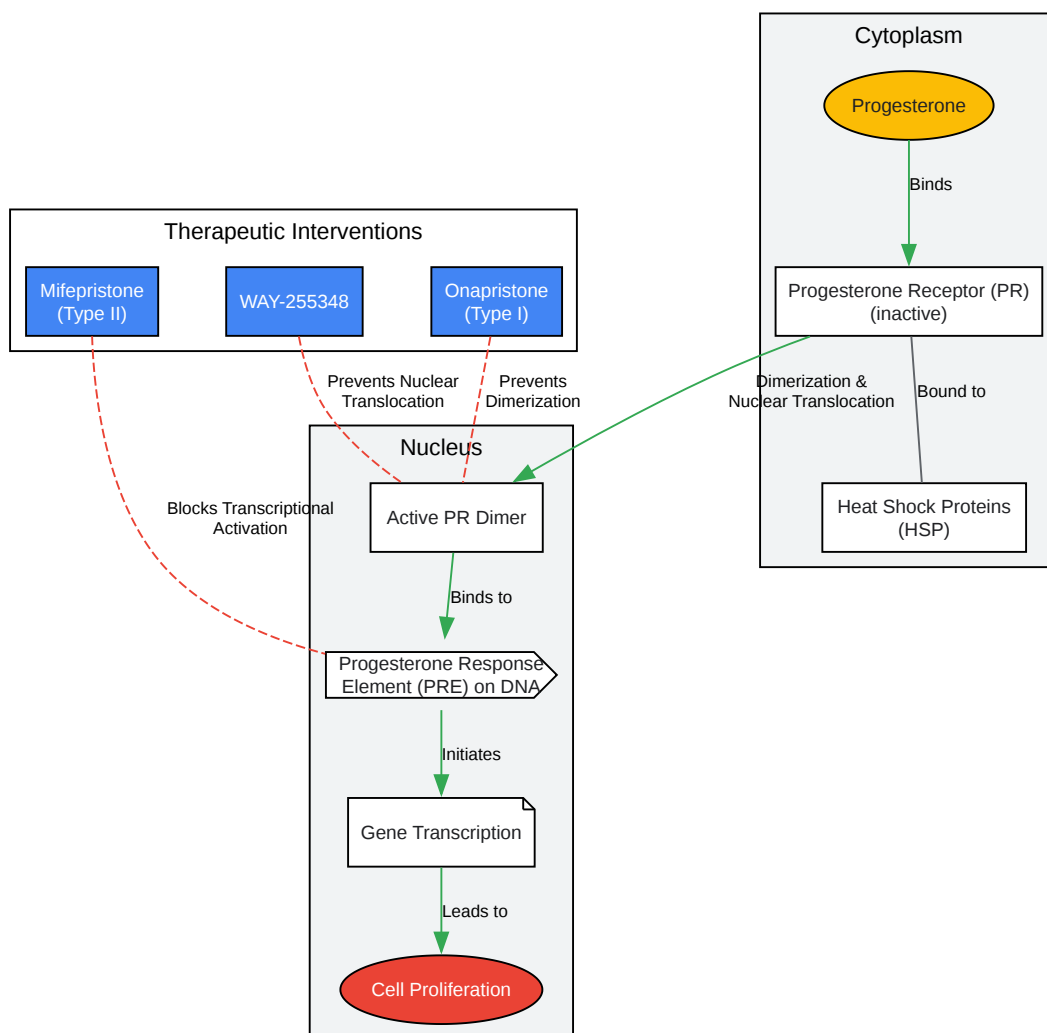 Cytoplasm
Progesterone
Binds
Therapeutic Interventions
Mifepristone
(Type II)
WAY-255348
Onapristone
(Type I)
Progesterone Receptor (PR)
(inactive)
Prevents Nuclear
Translocation
Prevents
Dimerization
Dimerization &
Nuclear Translocation
Bound to
Nucleus
Blocks Transcriptional
Activation
Active PR Dimer
Heat Shock Proteins
(HSP)
Binds to
Progesterone Response
Element (PRE) on DNA
Initiates
Gene Transcription
Leads to
Cell Proliferation